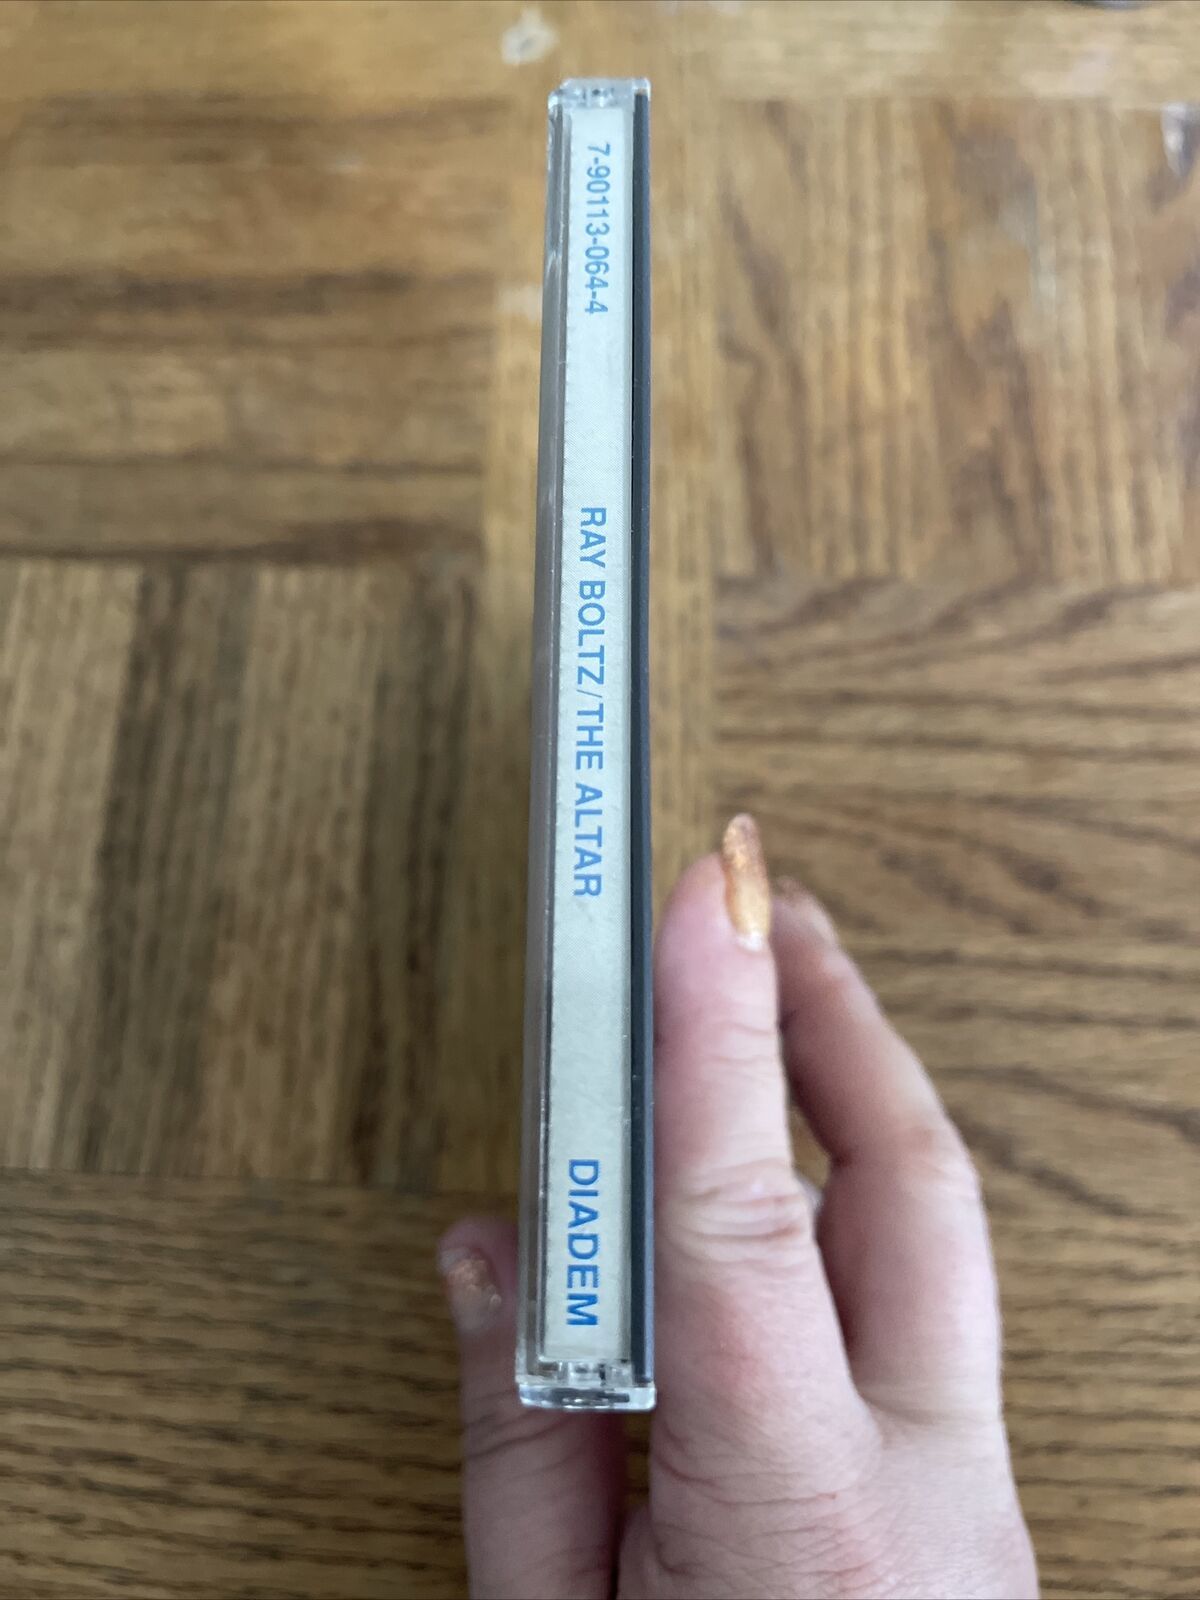 7-90113-064-4
RAY BOLTZ/THE ALTAR
DIADEM